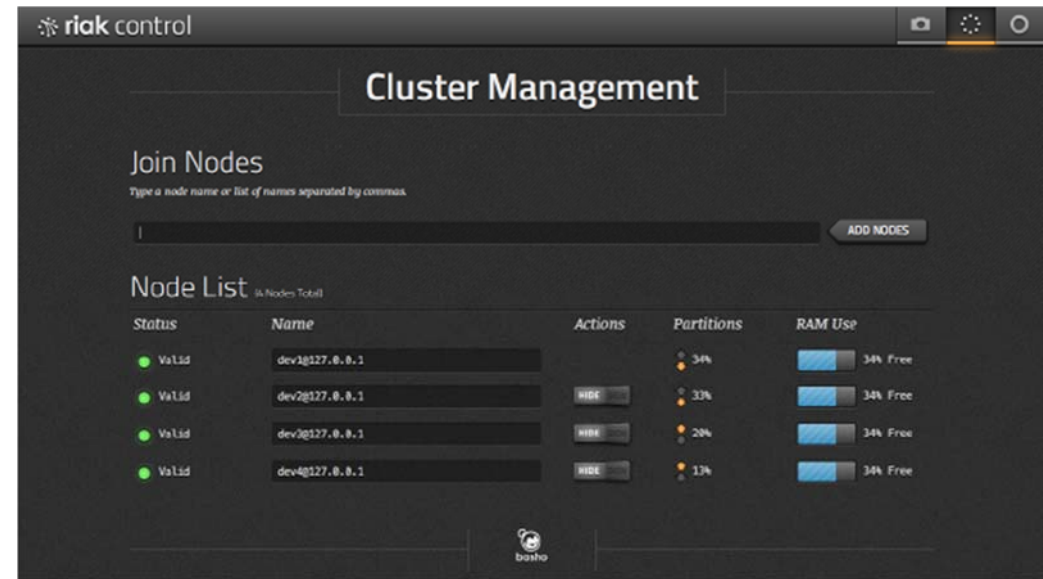 riak control
Cluster Management
Join Nodes
Type a node name or list of names separated by commas.
ADD NODES
Node List (4 Nodes Total)
Status Name Actions Partitions RAM Use
Valid dev1@127.0.0.1 34% 34% Free
Valid dev2@127.0.0.1 HIDE 33% 34% Free
Valid dev3@127.0.0.1 HIDE 20% 34% Free
Valid dev4@127.0.0.1 HIDE 13% 34% Free
basho